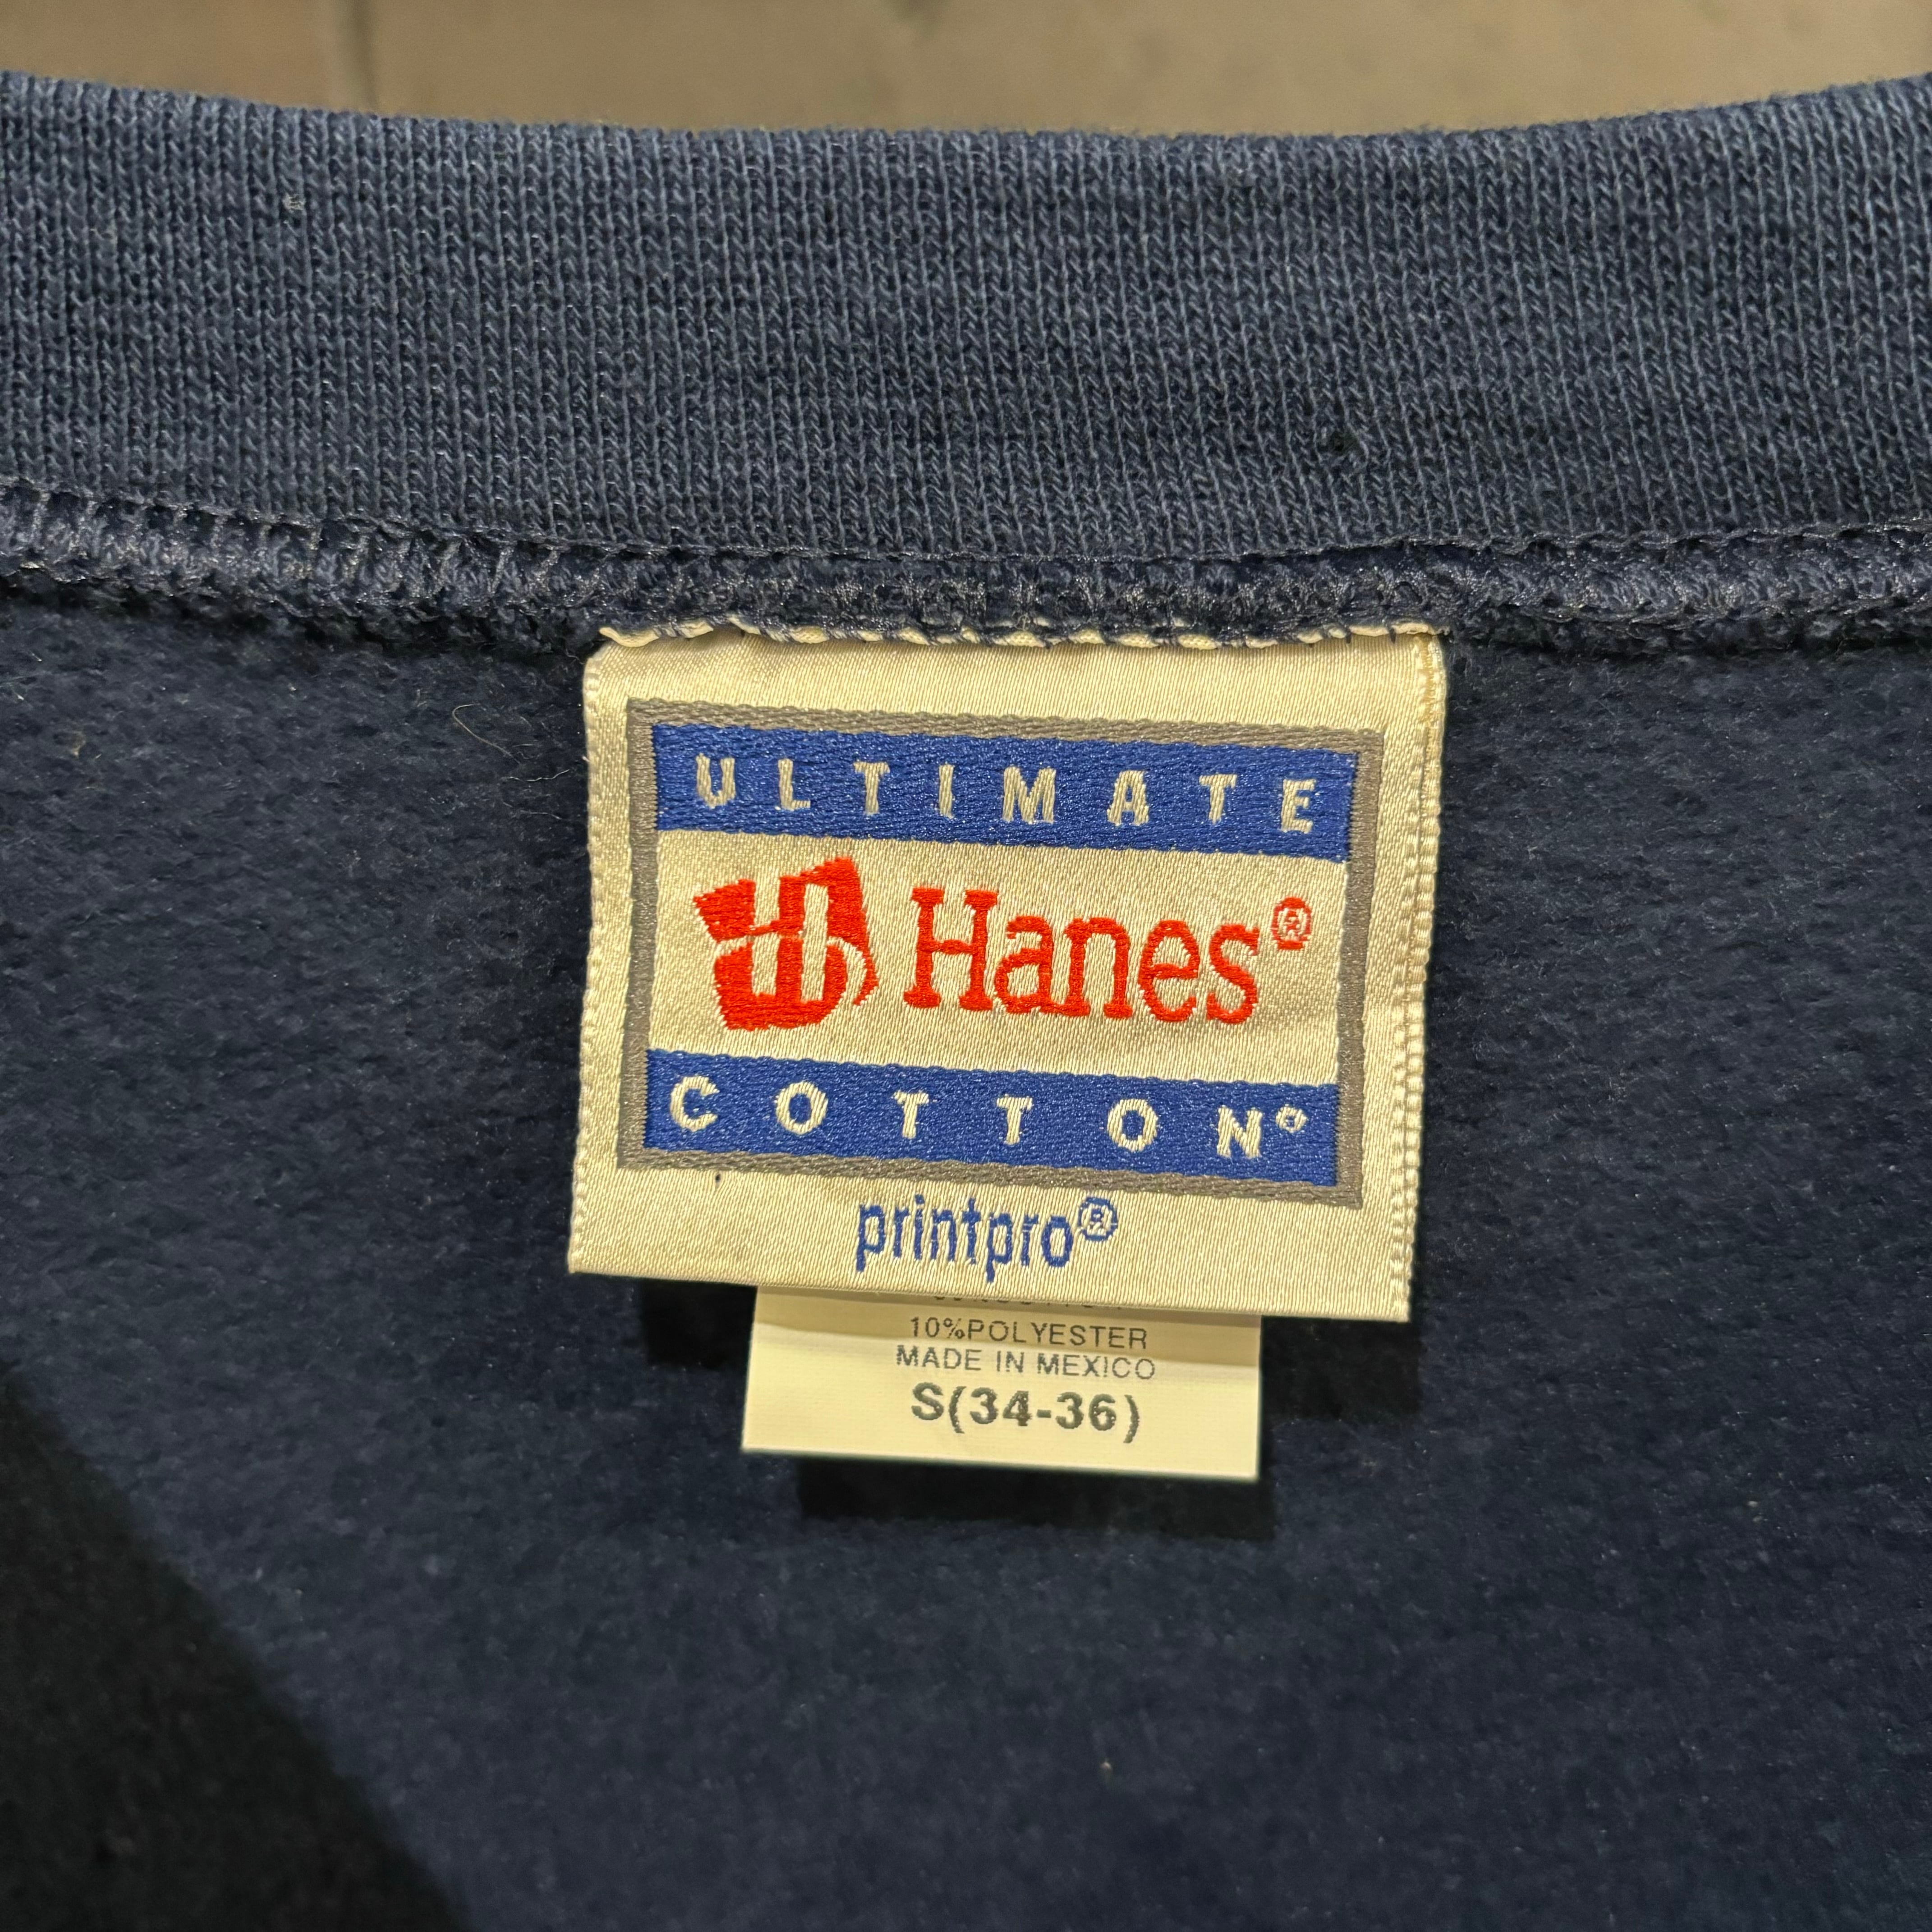 ULTIMATE
Hanes®
COTTON®
printpro®
10%POLYESTER
MADE IN MEXICO
S(34-36)